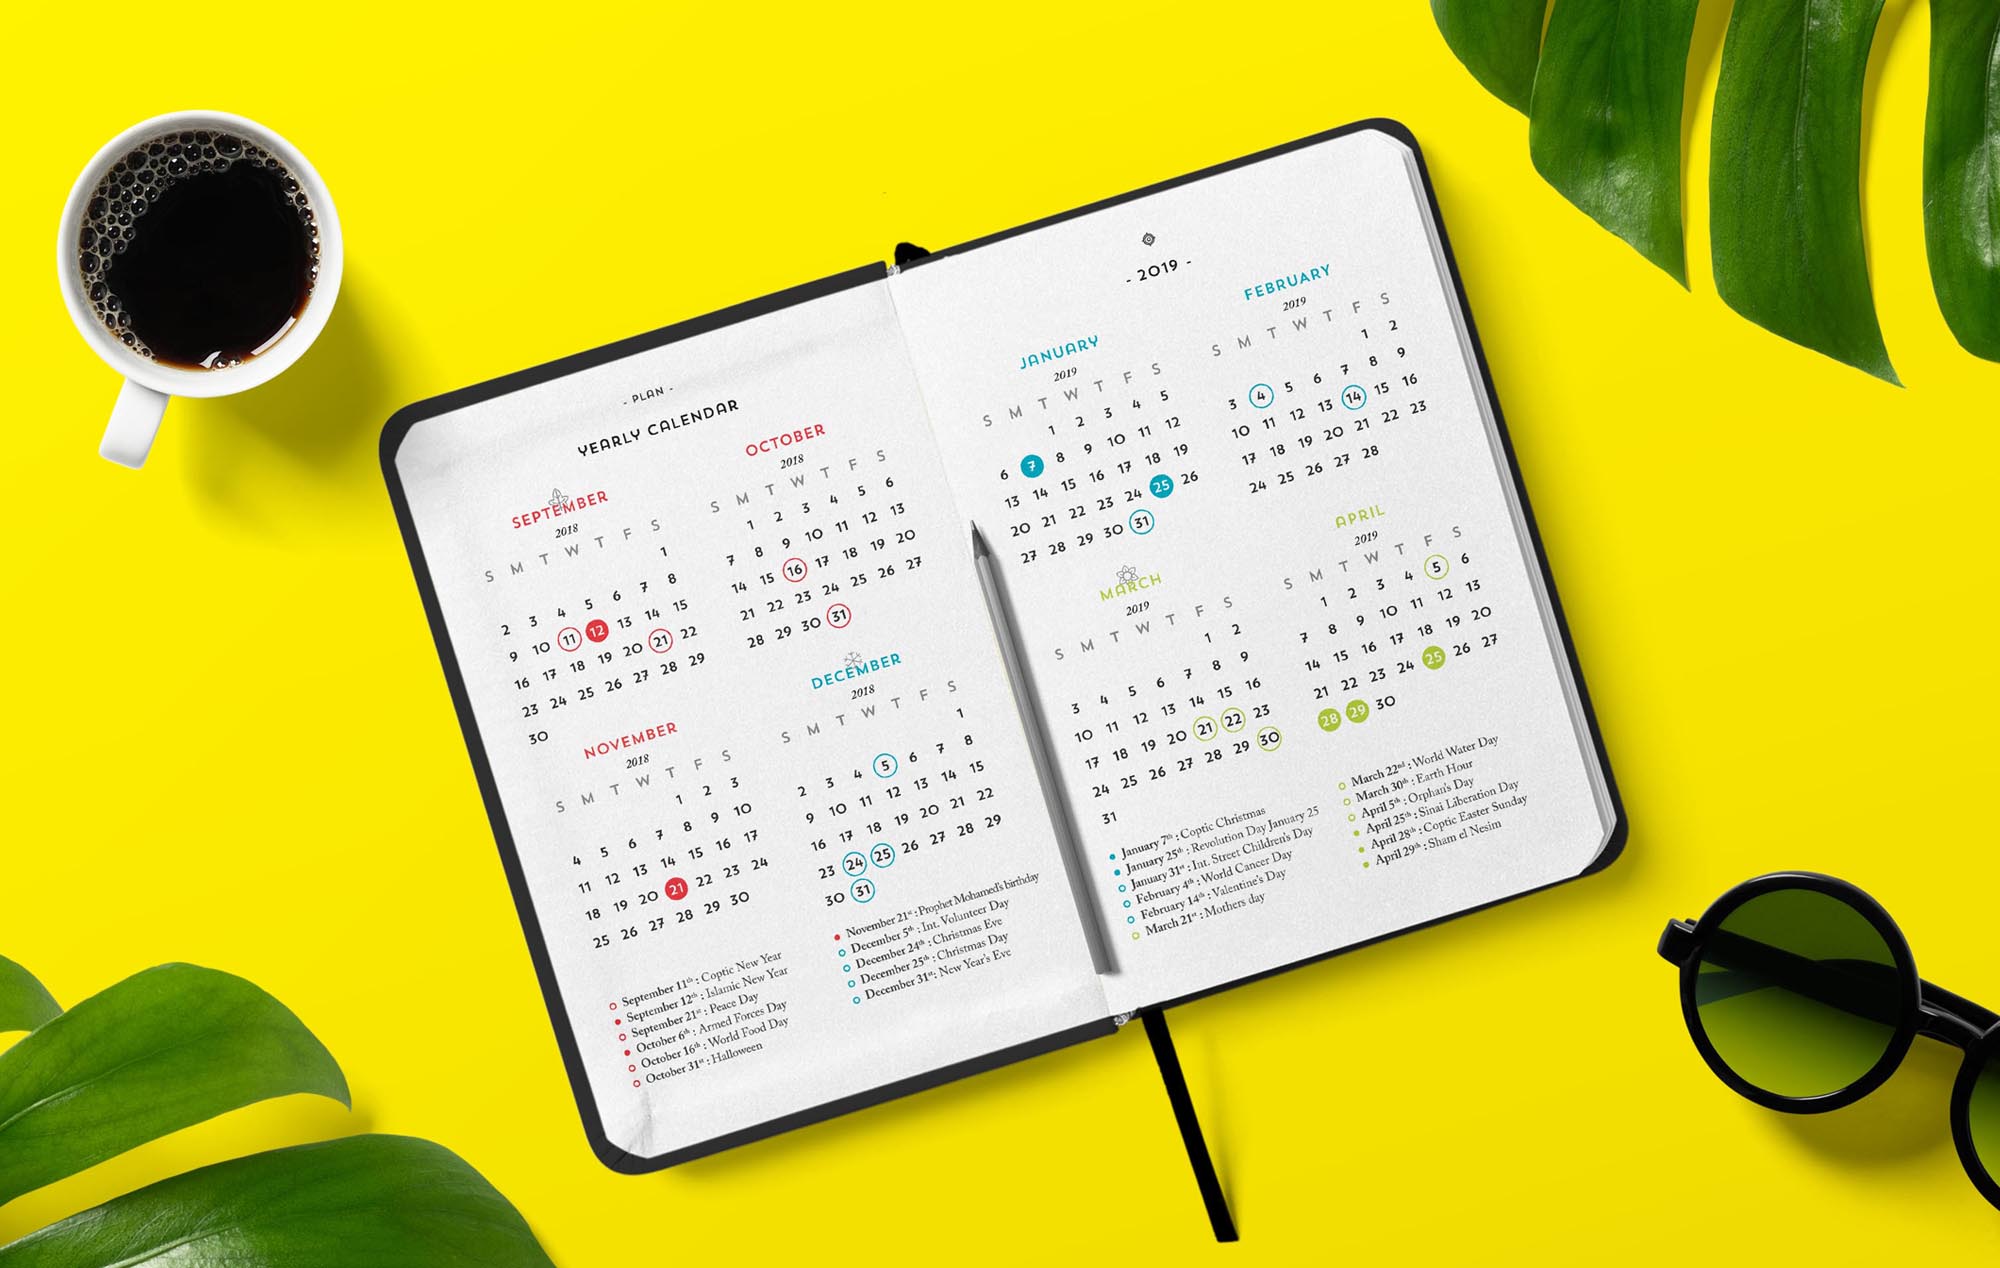 - PLAN -
YEARLY CALENDAR
SEPTEMBER
2018
S M T W T F S
1
2 3 4 5 6 7 8
9 10 11 12 13 14 15
16 17 18 19 20 21 22
23 24 25 26 27 28 29
30
OCTOBER
2018
S M T W T F S
1 2 3 4 5 6
7 8 9 10 11 12 13
14 15 16 17 18 19 20
21 22 23 24 25 26 27
28 29 30 31
NOVEMBER
2018
S M T W T F S
1 2 3
4 5 6 7 8 9 10
11 12 13 14 15 16 17
18 19 20 21 22 23 24
25 26 27 28 29 30
DECEMBER
2018
S M T W T F S
1
2 3 4 5 6 7 8
9 10 11 12 13 14 15
16 17 18 19 20 21 22
23 24 25 26 27 28 29
30 31
September 11th : Coptic New Year
September 12th : Islamic New Year
September 21st : Peace Day
October 6th : Armed Forces Day
October 16th : World Food Day
October 31st : Halloween
November 21st : Prophet Mohamed's birthday
December 5th : Int. Volunteer Day
December 24th : Christmas Eve
December 25th : Christmas Day
December 31st : New Year's Eve
- 2019 -
JANUARY
2019
S M T W T F S
1 2 3 4 5
6 7 8 9 10 11 12
13 14 15 16 17 18 19
20 21 22 23 24 25 26
27 28 29 30 31
FEBRUARY
2019
S M T W T F S
1 2
3 4 5 6 7 8 9
10 11 12 13 14 15 16
17 18 19 20 21 22 23
24 25 26 27 28
MARCH
2019
S M T W T F S
1 2
3 4 5 6 7 8 9
10 11 12 13 14 15 16
17 18 19 20 21 22 23
24 25 26 27 28 29 30
31
APRIL
2019
S M T W T F S
1 2 3 4 5 6
7 8 9 10 11 12 13
14 15 16 17 18 19 20
21 22 23 24 25 26 27
28 29 30
January 7th : Coptic Christmas
January 25th : Revolution Day January 25
January 31st : Int. Street Children's Day
February 4th : World Cancer Day
February 14th : Valentine's Day
March 21st : Mothers day
March 22nd : World Water Day
March 30th : Earth Hour
April 5th : Orphan's Day
April 25th : Sinai Liberation Day
April 28th : Coptic Easter Sunday
April 29th : Sham el Nesim